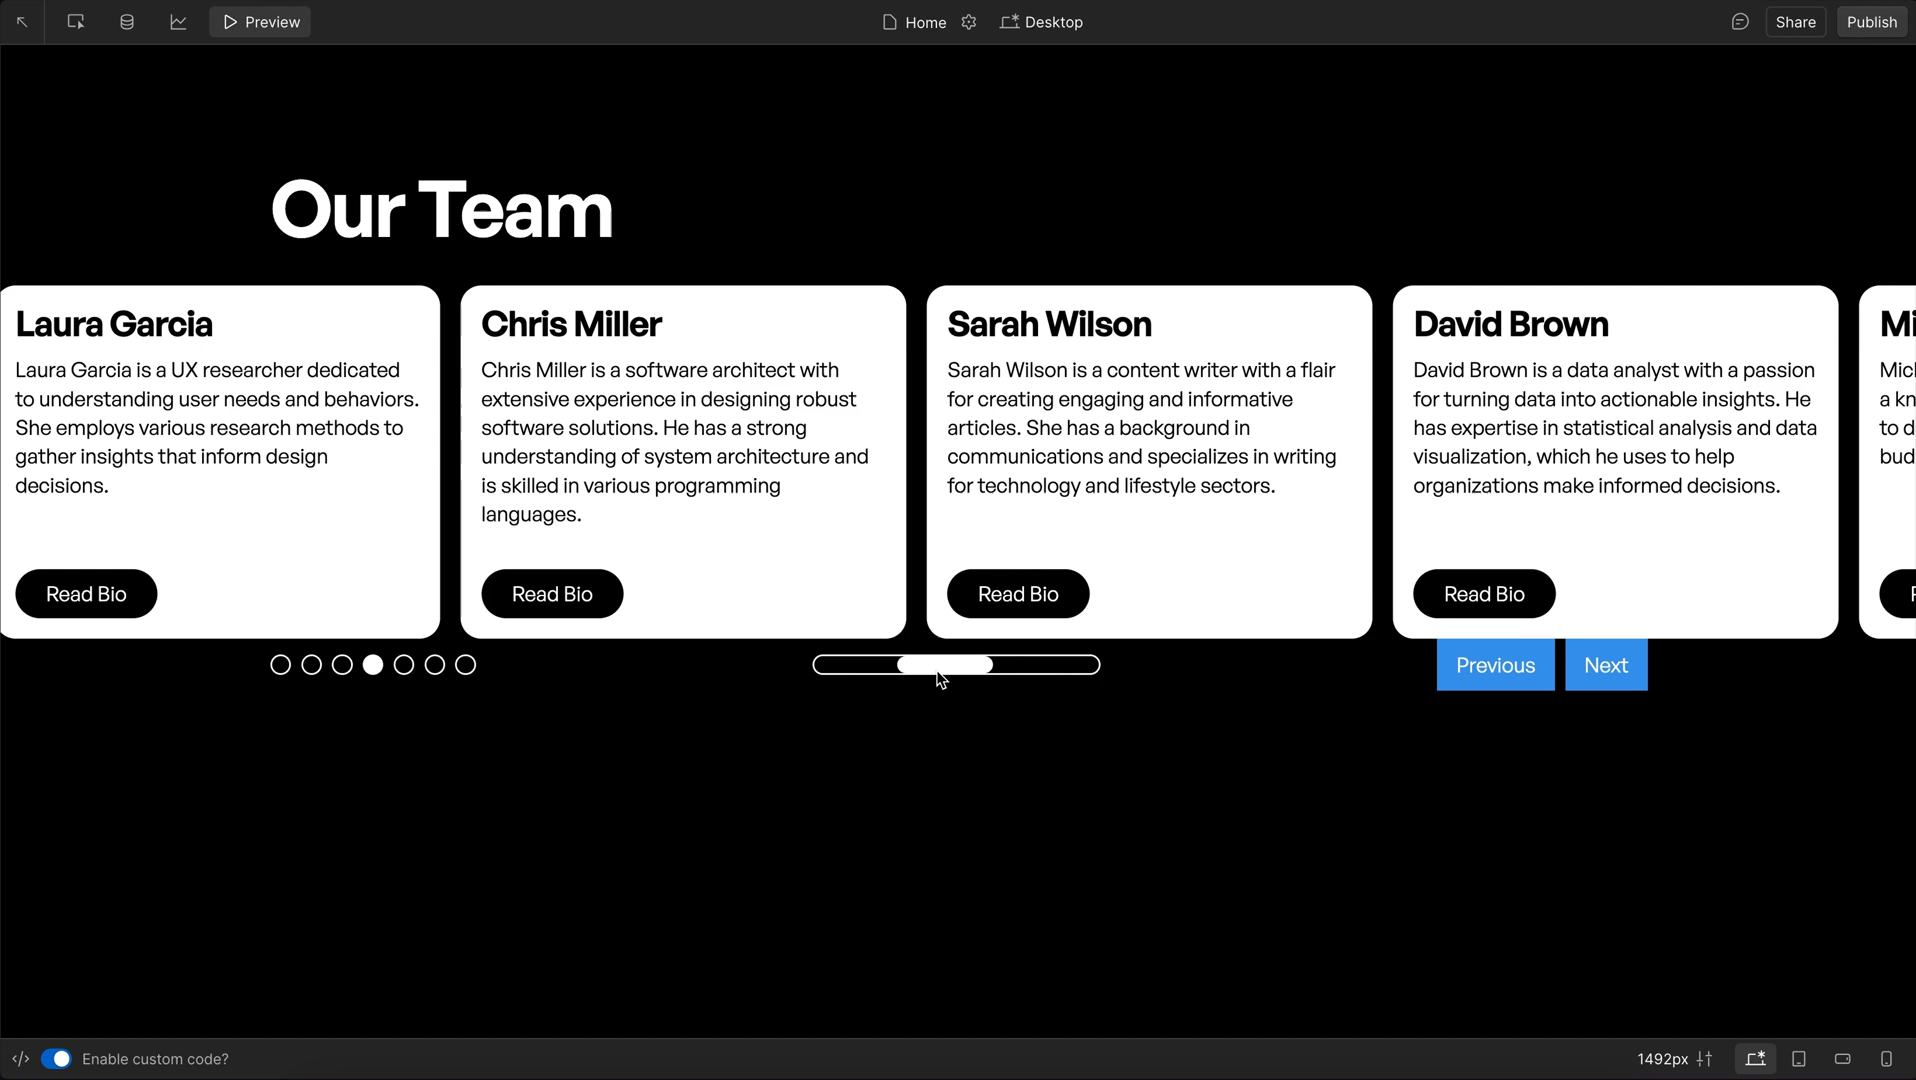 Preview
Home
Desktop
Share
Publish
Our Team
Laura Garcia
Laura Garcia is a UX researcher dedicated
to understanding user needs and behaviors.
She employs various research methods to
gather insights that inform design
decisions.
Read Bio
Chris Miller
Chris Miller is a software architect with
extensive experience in designing robust
software solutions. He has a strong
understanding of system architecture and
is skilled in various programming
languages.
Read Bio
Sarah Wilson
Sarah Wilson is a content writer with a flair
for creating engaging and informative
articles. She has a background in
communications and specializes in writing
for technology and lifestyle sectors.
Read Bio
David Brown
David Brown is a data analyst with a passion
for turning data into actionable insights. He
has expertise in statistical analysis and data
visualization, which he uses to help
organizations make informed decisions.
Read Bio
Previous
Next
Enable custom code?
1492px